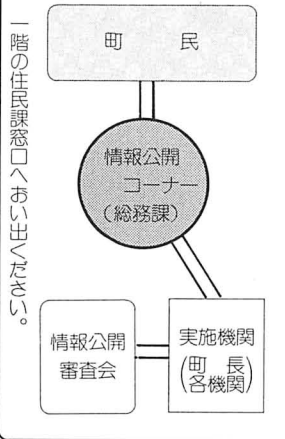 町民
情報公開
コーナー
(総務課)
実施機関
(町長
各機関)
情報公開
審査会
一階の住民課窓口へおい出ください。